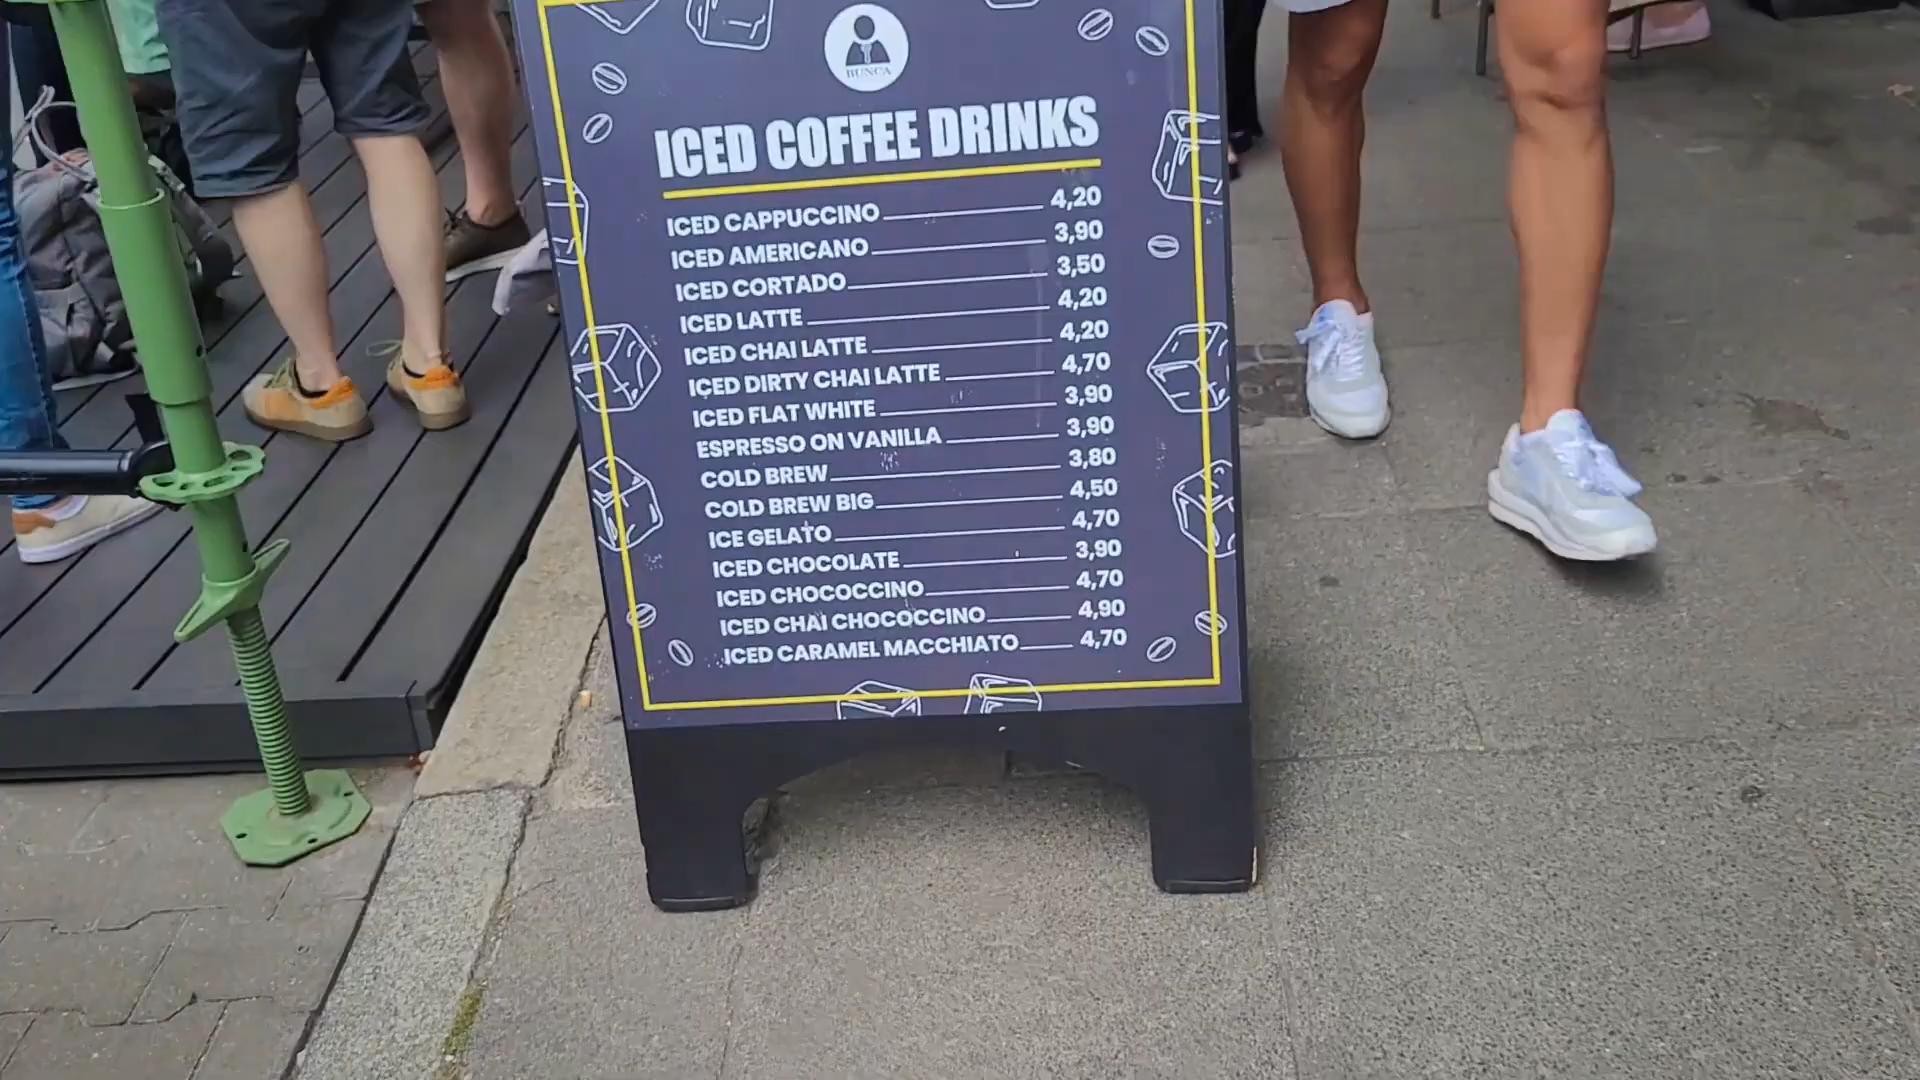 BUNCA
ICED COFFEE DRINKS
ICED CAPPUCCINO 4,20
ICED AMERICANO 3,90
ICED CORTADO 3,50
ICED LATTE 4,20
ICED CHAI LATTE 4,20
ICED DIRTY CHAI LATTE 4,70
ICED FLAT WHITE 3,90
ESPRESSO ON VANILLA 3,90
COLD BREW 3,80
COLD BREW BIG 4,50
ICE GELATO 4,70
ICED CHOCOLATE 3,90
ICED CHOCOCCINO 4,70
ICED CHAI CHOCOCCINO 4,90
ICED CARAMEL MACCHIATO 4,70